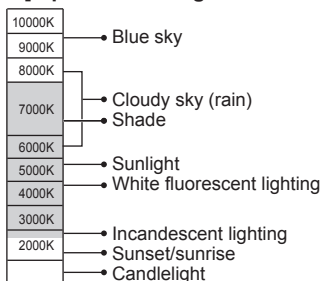 10000K
Blue sky
9000K
8000K
Cloudy sky (rain)
7000K
Shade
6000K
Sunlight
5000K
White fluorescent lighting
4000K
3000K
Incandescent lighting
2000K
Sunset/sunrise
Candlelight